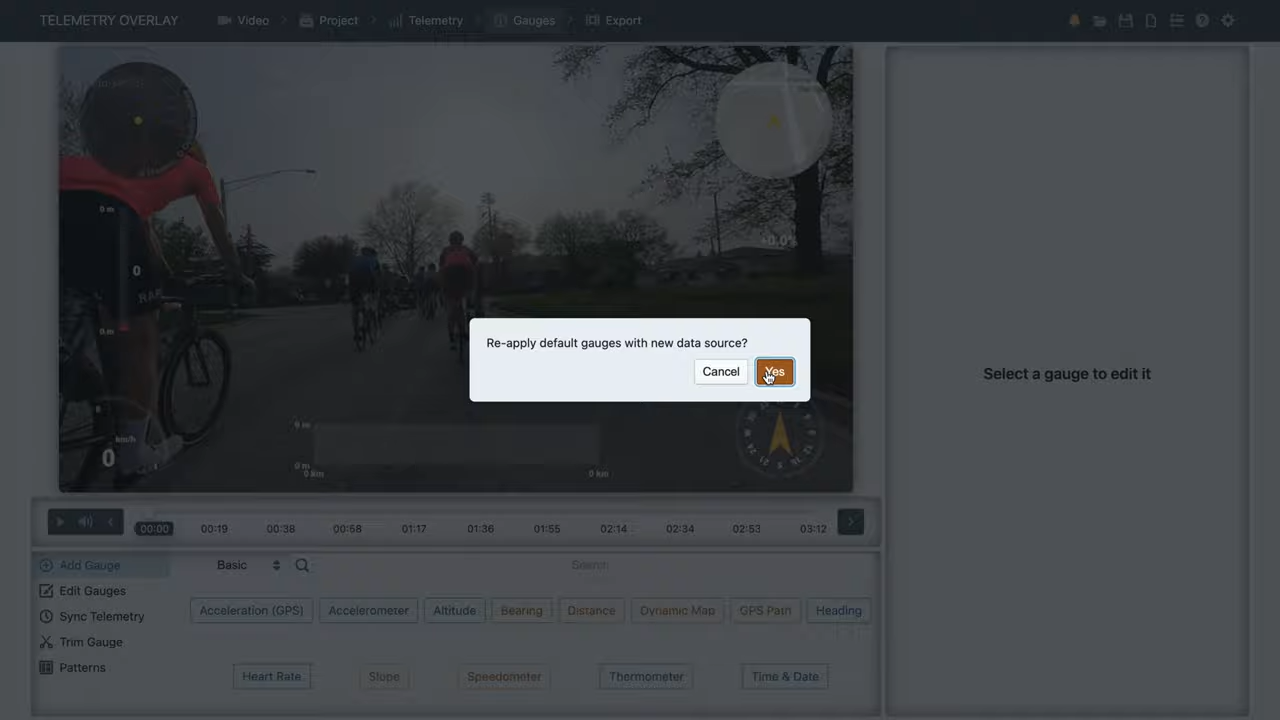 TELEMETRY OVERLAY
Video
Project
Telemetry
Gauges
Export
0 m
0
RAP
0 m
km/h
0
+0.0°
9 m
0 m
0 km
0 km
Re-apply default gauges with new data source?
Cancel
Yes
Select a gauge to edit it
00:00
00:19
00:38
00:58
01:17
01:36
01:55
02:14
02:34
02:53
03:12
Add Gauge
Edit Gauges
Sync Telemetry
Trim Gauge
Patterns
Basic
Search
Acceleration (GPS)
Accelerometer
Altitude
Bearing
Distance
Dynamic Map
GPS Path
Heading
Heart Rate
Slope
Speedometer
Thermometer
Time & Date